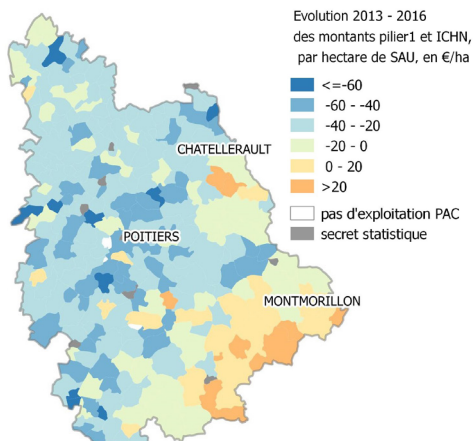 Evolution 2013 - 2016
des montants pilier1 et ICHN,
par hectare de SAU, en €/ha
<=-60
-60 - -40
-40 - -20
-20 - 0
0 - 20
>20
pas d'exploitation PAC
secret statistique
CHATELLERAULT
POITIERS
MONTMORILLON